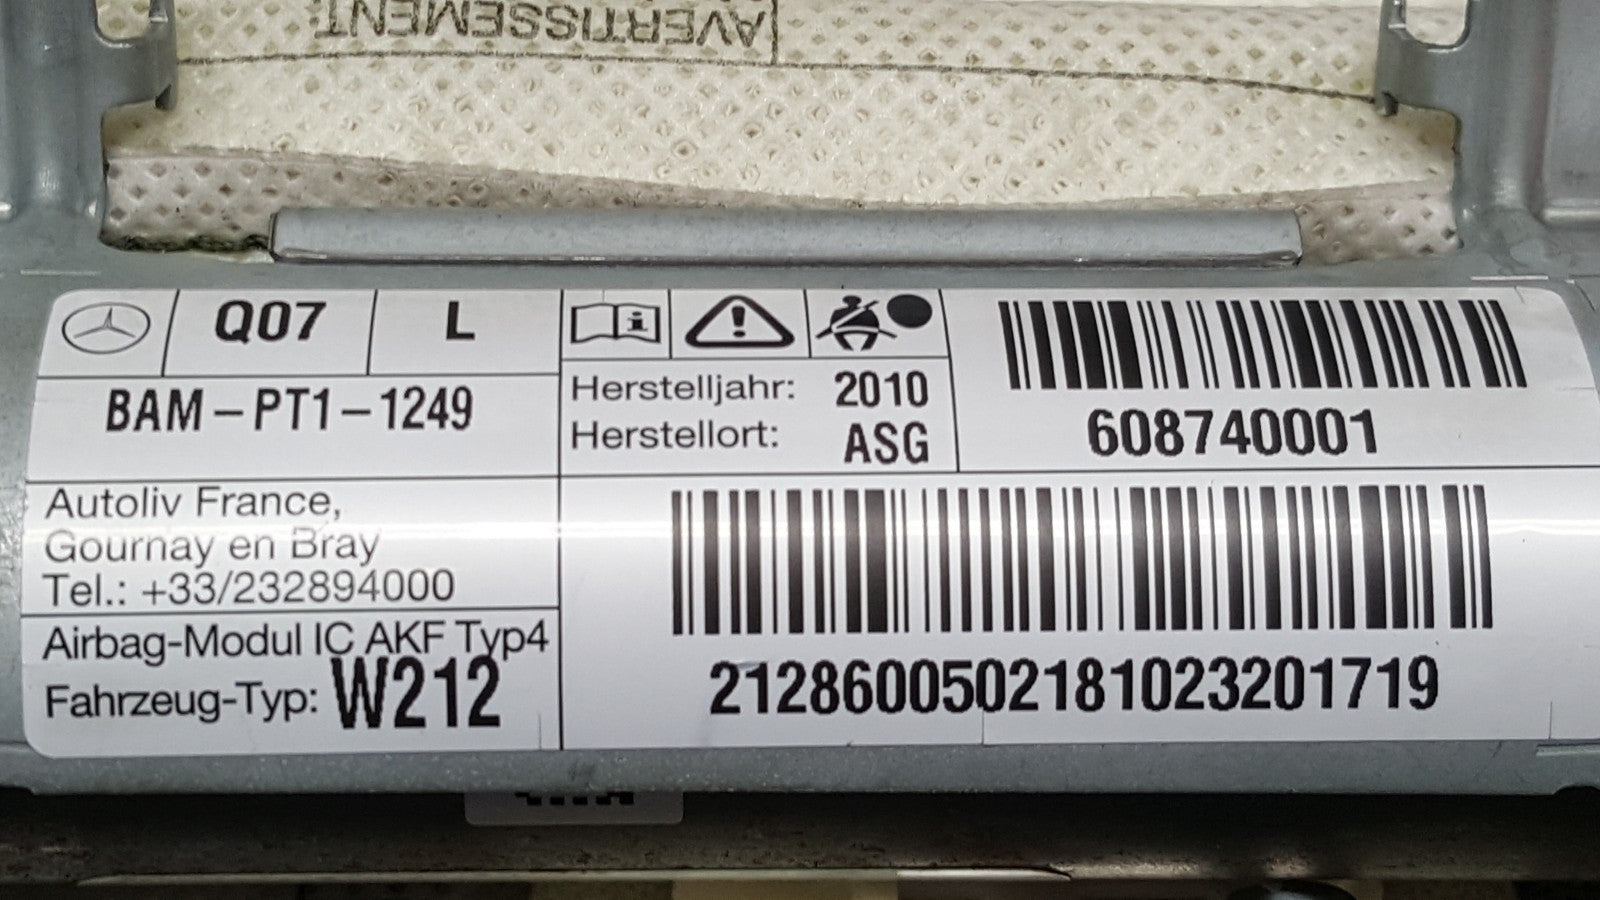 AVERTISSEMENT:
Q07 L
BAM-PT1-1249
Herstelljahr: 2010
Herstellort: ASG
608740001
Autoliv France,
Gournay en Bray
Tel.: +33/232894000
Airbag-Modul IC AKF Typ4
Fahrzeug-Typ: W212
2128600502181023201719